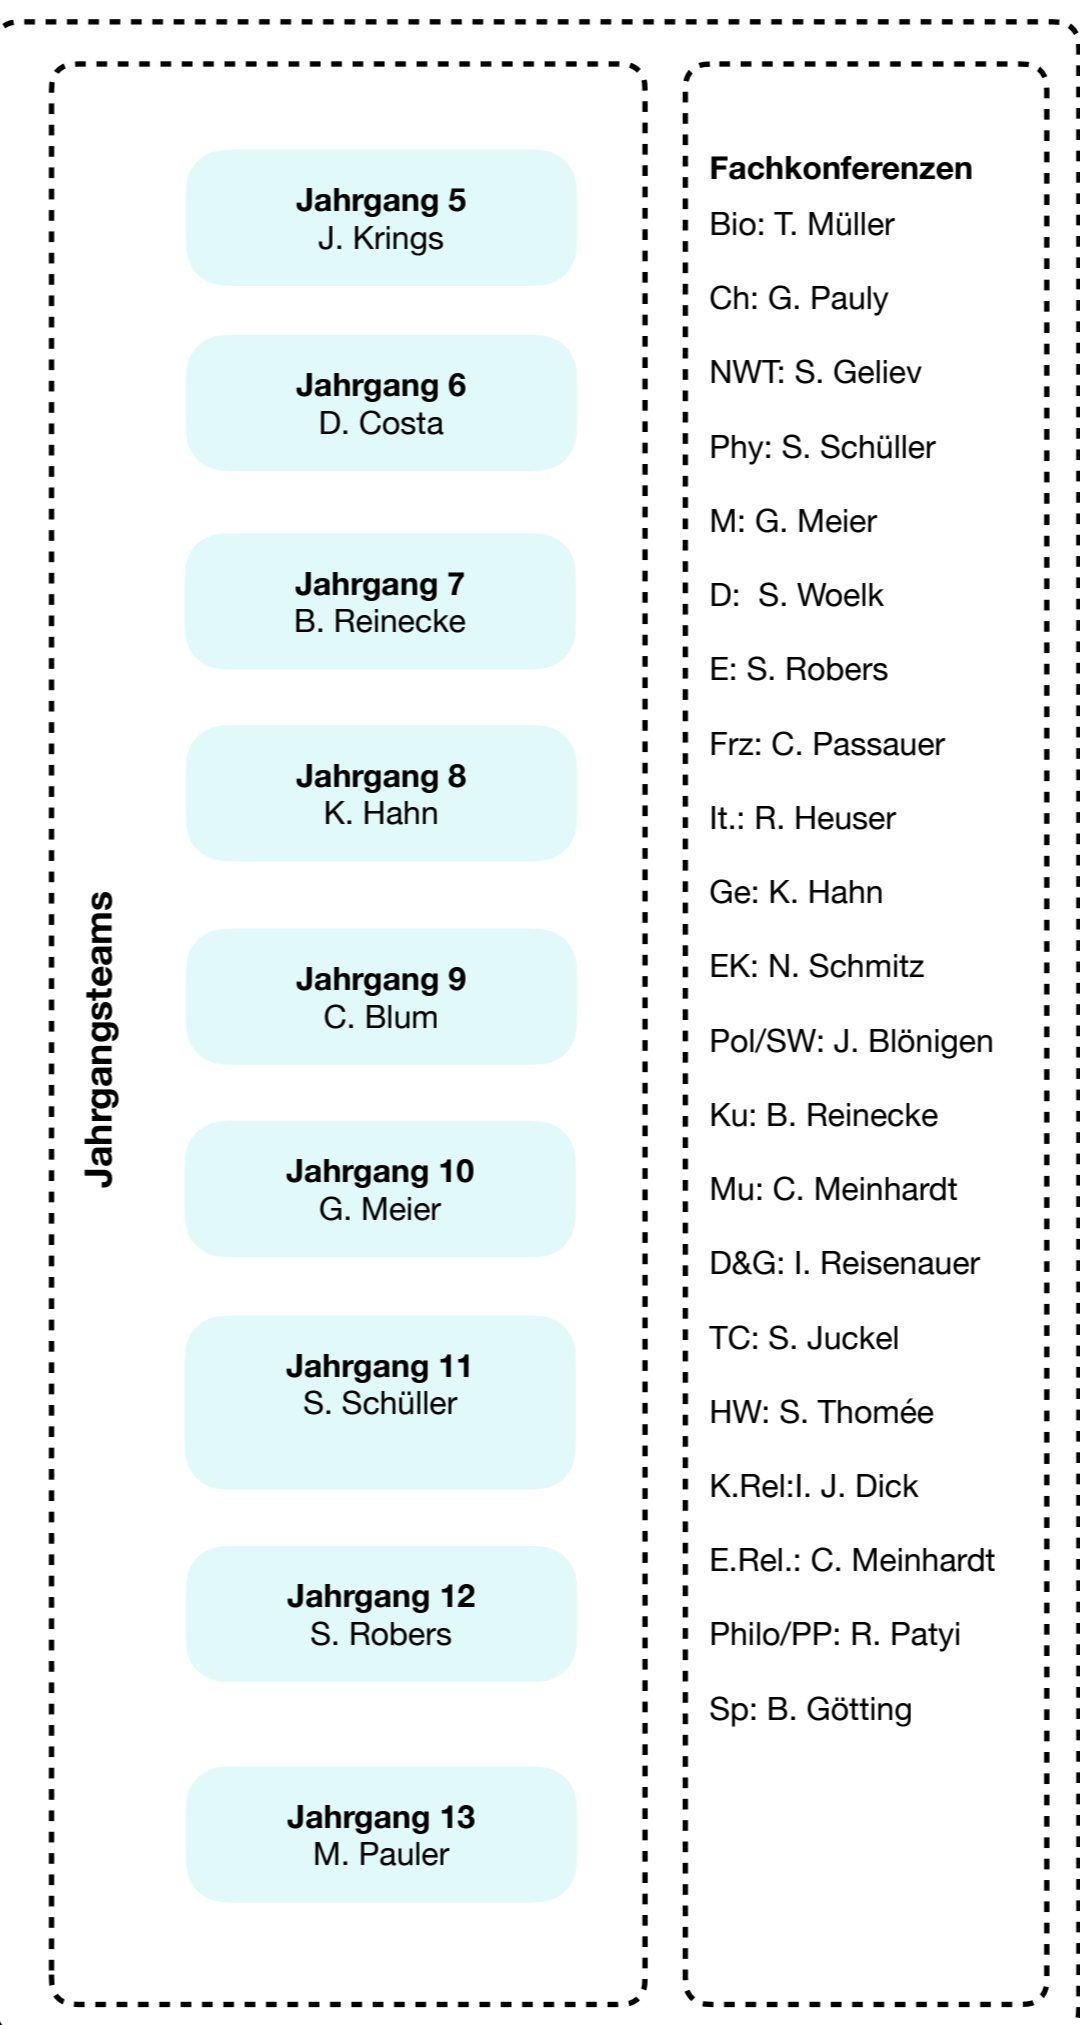 Jahrgangsteams
Jahrgang 5
J. Krings
Jahrgang 6
D. Costa
Jahrgang 7
B. Reinecke
Jahrgang 8
K. Hahn
Jahrgang 9
C. Blum
Jahrgang 10
G. Meier
Jahrgang 11
S. Schüller
Jahrgang 12
S. Robers
Jahrgang 13
M. Pauler
Fachkonferenzen
Bio: T. Müller
Ch: G. Pauly
NWT: S. Geliev
Phy: S. Schüller
M: G. Meier
D:  S. Woelk
E: S. Robers
Frz: C. Passauer
It.: R. Heuser
Ge: K. Hahn
EK: N. Schmitz
Pol/SW: J. Blönigen
Ku: B. Reinecke
Mu: C. Meinhardt
D&G: I. Reisenauer
TC: S. Juckel
HW: S. Thomée
K.Rel:I. J. Dick
E.Rel.: C. Meinhardt
Philo/PP: R. Patyi
Sp: B. Götting